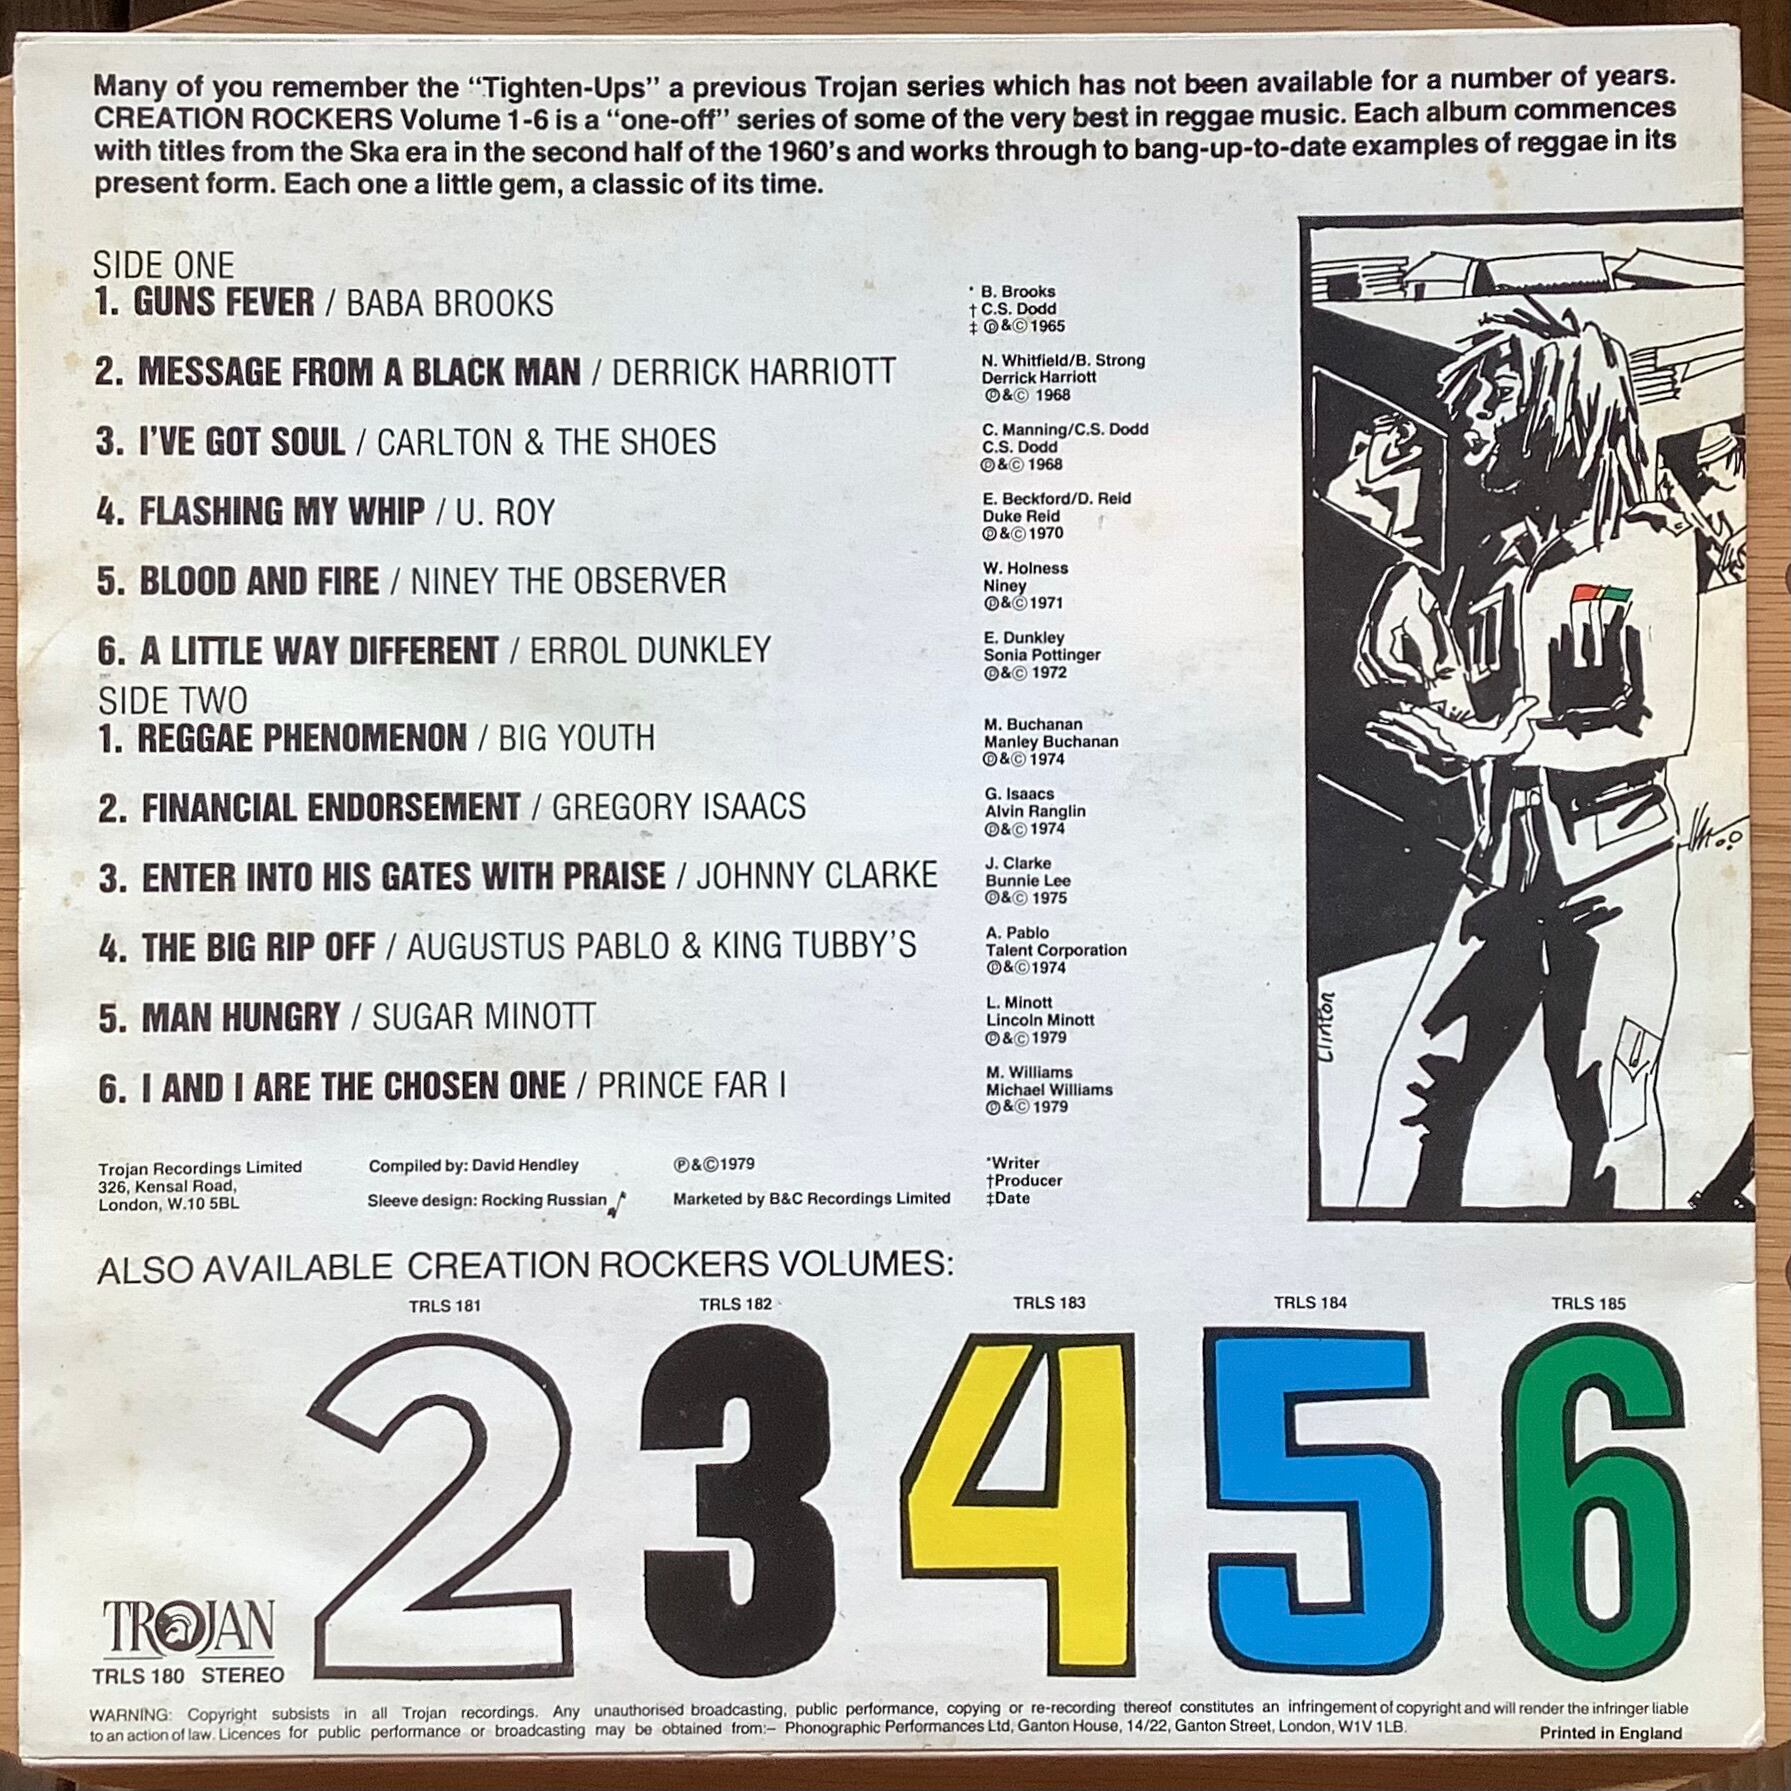 Many of you remember the “Tighten-Ups” a previous Trojan series which has not been available for a number of years.
CREATION ROCKERS Volume 1-6 is a “one-off” series of some of the very best in reggae music. Each album commences
with titles from the Ska era in the second half of the 1960’s and works through to bang-up-to-date examples of reggae in its
present form. Each one a little gem, a classic of its time.
SIDE ONE
1. GUNS FEVER / BABA BROOKS
* B. Brooks
† C.S. Dodd
‡ Ⓟ&© 1965
2. MESSAGE FROM A BLACK MAN / DERRICK HARRIOTT
N. Whitfield/B. Strong
Derrick Harriott
Ⓟ&© 1968
3. I’VE GOT SOUL / CARLTON & THE SHOES
C. Manning/C.S. Dodd
C.S. Dodd
Ⓟ&© 1968
4. FLASHING MY WHIP / U. ROY
E. Beckford/D. Reid
Duke Reid
Ⓟ&© 1970
5. BLOOD AND FIRE / NINEY THE OBSERVER
W. Holness
Niney
Ⓟ&© 1971
6. A LITTLE WAY DIFFERENT / ERROL DUNKLEY
E. Dunkley
Sonia Pottinger
Ⓟ&© 1972
SIDE TWO
1. REGGAE PHENOMENON / BIG YOUTH
M. Buchanan
Manley Buchanan
Ⓟ&© 1974
2. FINANCIAL ENDORSEMENT / GREGORY ISAACS
G. Isaacs
Alvin Ranglin
Ⓟ&© 1974
3. ENTER INTO HIS GATES WITH PRAISE / JOHNNY CLARKE
J. Clarke
Bunnie Lee
Ⓟ&© 1975
4. THE BIG RIP OFF / AUGUSTUS PABLO & KING TUBBY’S
A. Pablo
Talent Corporation
Ⓟ&©1974
5. MAN HUNGRY / SUGAR MINOTT
L. Minott
Lincoln Minott
Ⓟ&© 1979
6. I AND I ARE THE CHOSEN ONE / PRINCE FAR I
M. Williams
Michael Williams
Ⓟ&© 1979
Clinton
Trojan Recordings Limited
326, Kensal Road,
London, W.10 5BL
Compiled by: David Hendley
Sleeve design: Rocking Russian
Ⓟ&©1979
Marketed by B&C Recordings Limited
*Writer
†Producer
‡Date
ALSO AVAILABLE CREATION ROCKERS VOLUMES:
TRLS 181 TRLS 182 TRLS 183 TRLS 184 TRLS 185
2 3 4 5 6
TROJAN
TRLS 180 STEREO
WARNING: Copyright subsists in all Trojan recordings. Any unauthorised broadcasting, public performance, copying or re-recording thereof constitutes an infringement of copyright and will render the infringer liable
to an action of law. Licences for public performance or broadcasting may be obtained from:– Phonographic Performances Ltd, Ganton House, 14/22, Ganton Street, London, W1V 1LB.
Printed in England